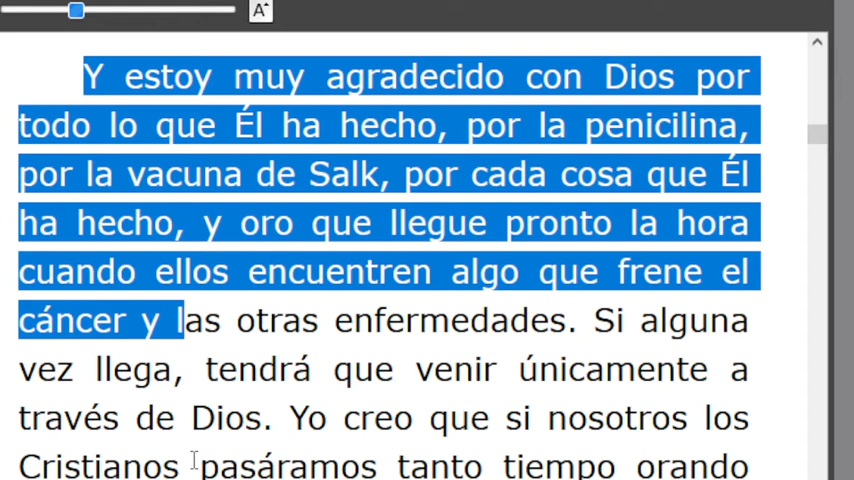 A
Y estoy muy agradecido con Dios por
todo lo que Él ha hecho, por la penicilina,
por la vacuna de Salk, por cada cosa que Él
ha hecho, y oro que llegue pronto la hora
cuando ellos encuentren algo que frene el
cáncer y las otras enfermedades. Si alguna
vez llega, tendrá que venir únicamente a
través de Dios. Yo creo que si nosotros los
Cristianos pasáramos tanto tiempo orando